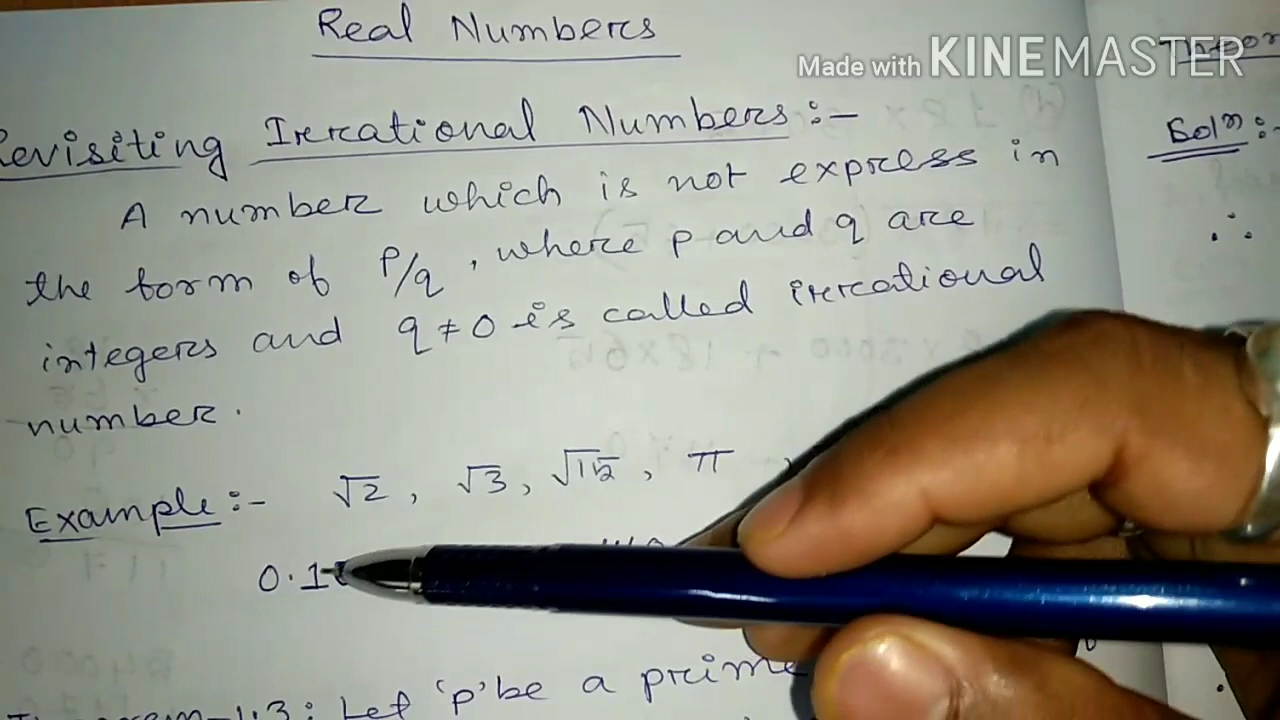 Real Numbers
Made with KINEMASTER
Revisiting Irrational Numbers :-
A number which is not express in
the form of P/q, where p and q are
integers and q ≠ 0 is called irrational
number.
Example :- √2, √3, √15, π,
0.1
Let 'p' be a prime
Solⁿ :-
∴